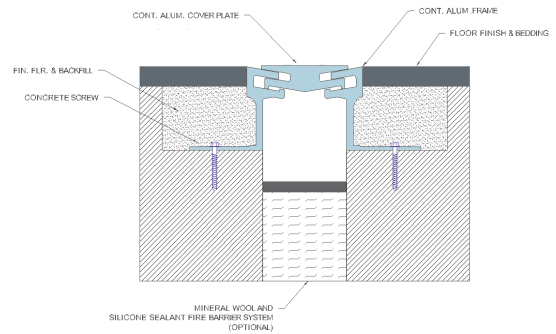 CONT. ALUM. COVER PLATE
CONT. ALUM .FRAME
FLOOR FINISH & BEDDING
FIN. FLR. & BACKFILL
CONCRETE SCREW
MINERAL WOOL AND
SILICONE SEALANT FIRE BARRIER SYSTEM
(OPTIONAL)